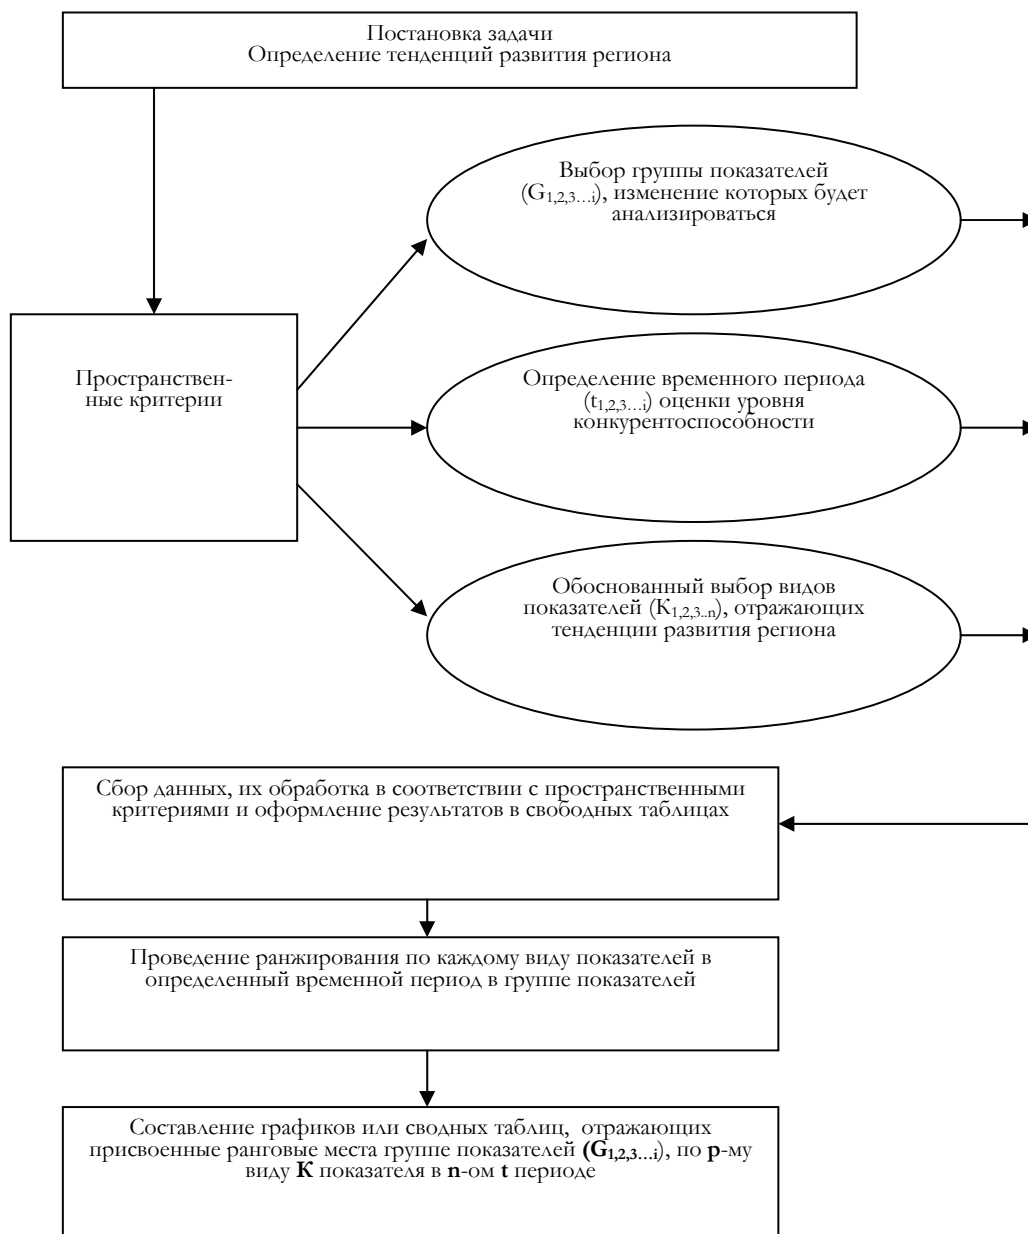 Постановка задачи
Определение тенденций развития региона
Выбор группы показателей
(G1,2,3…i), изменение которых будет
анализироваться
Пространствен-
ные критерии
Определение временного периода
(t1,2,3…i) оценки уровня
конкурентоспособности
Обоснованный выбор видов
показателей (К1,2,3..n), отражающих
тенденции развития региона
Сбор данных, их обработка в соответствии с пространственными
критериями и оформление результатов в свободных таблицах
Проведение ранжирования по каждому виду показателей в
определенный временной период в группе показателей
Составление графиков или сводных таблиц, отражающих
присвоенные ранговые места группе показателей (G1,2,3…i), по p-му
виду К показателя в n-ом t периоде